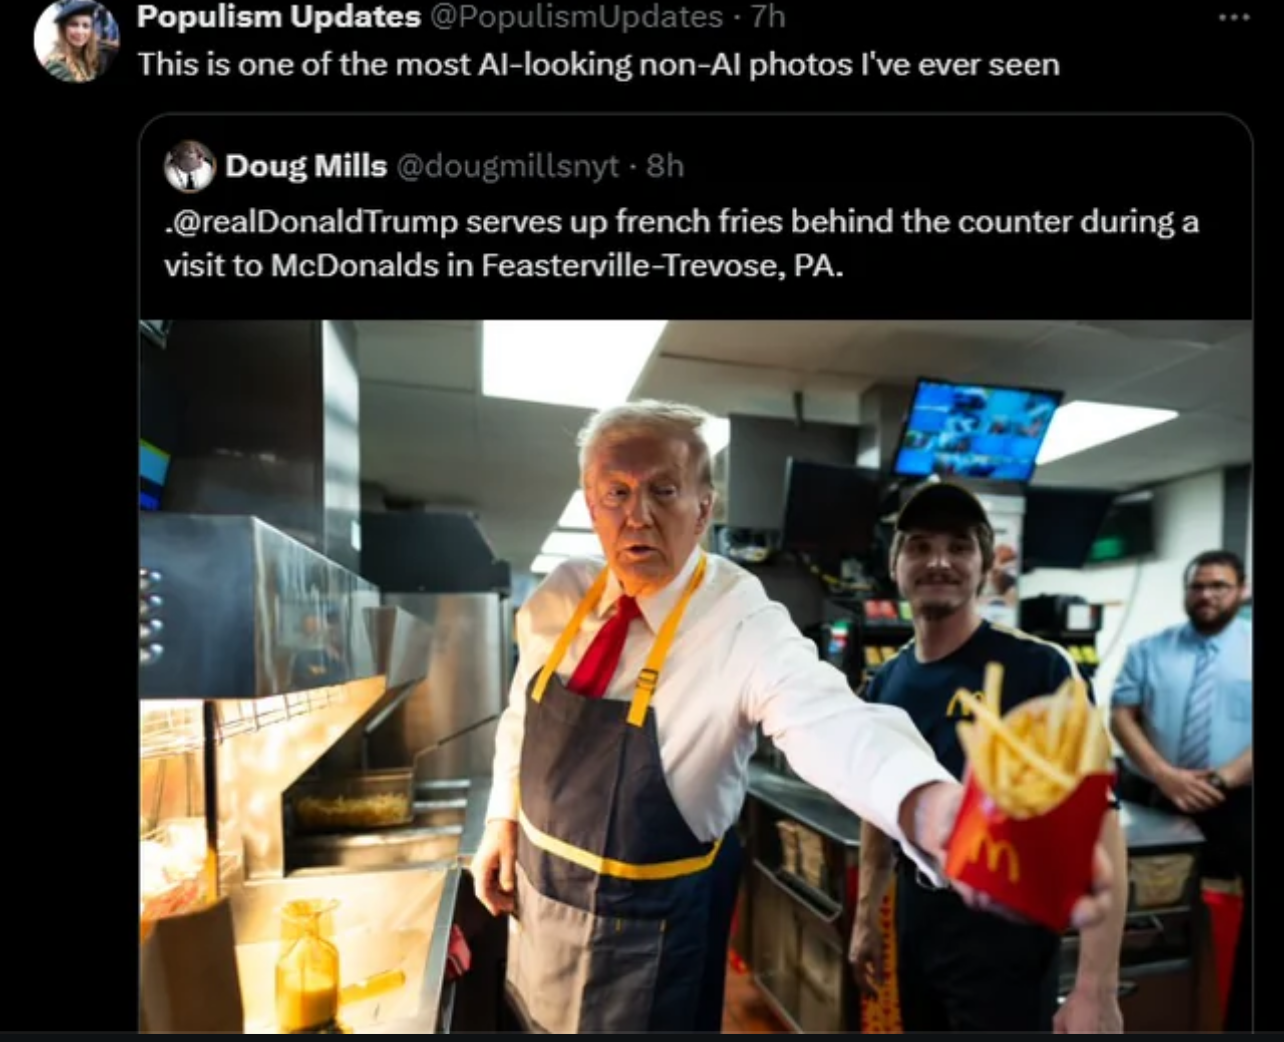 Populism Updates @PopulismUpdates · 7h
This is one of the most AI-looking non-AI photos I've ever seen
Doug Mills @dougmillsnyt · 8h
.@realDonaldTrump serves up french fries behind the counter during a
visit to McDonalds in Feasterville-Trevose, PA.